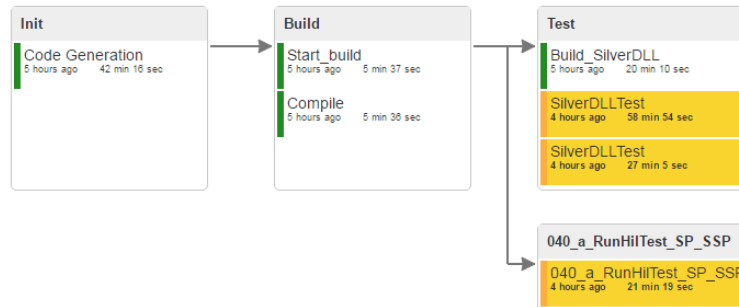 Init
Code Generation
5 hours ago 42 min 16 sec
Build
Start_build
5 hours ago 5 min 37 sec
Compile
5 hours ago 5 min 36 sec
Test
Build_SilverDLL
5 hours ago 20 min 10 sec
SilverDLLTest
4 hours ago 58 min 54 sec
SilverDLLTest
4 hours ago 27 min 5 sec
040_a_RunHilTest_SP_SSP
040_a_RunHilTest_SP_SSP
4 hours ago 21 min 19 sec